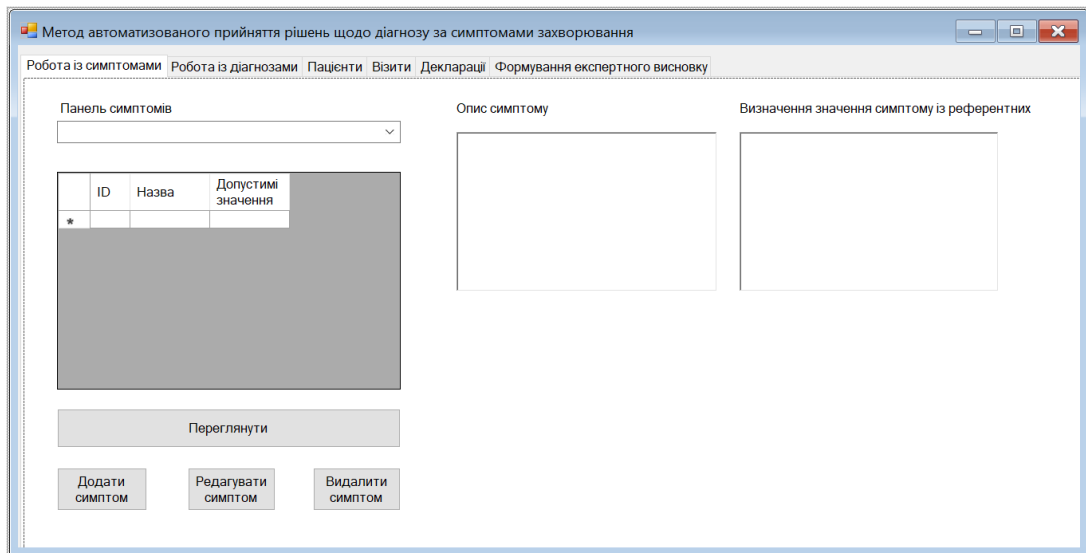 Метод автоматизованого прийняття рішень щодо діагнозу за симптомами захворювання
Робота із симптомами Робота із діагнозами Пацієнти Візити Декларації Формування експертного висновку
Панель симптомів
Опис симптому
Визначення значення симптому із референтних
ID Назва Допустимі
значення
*
Переглянути
Додати
симптом
Редагувати
симптом
Видалити
симптом